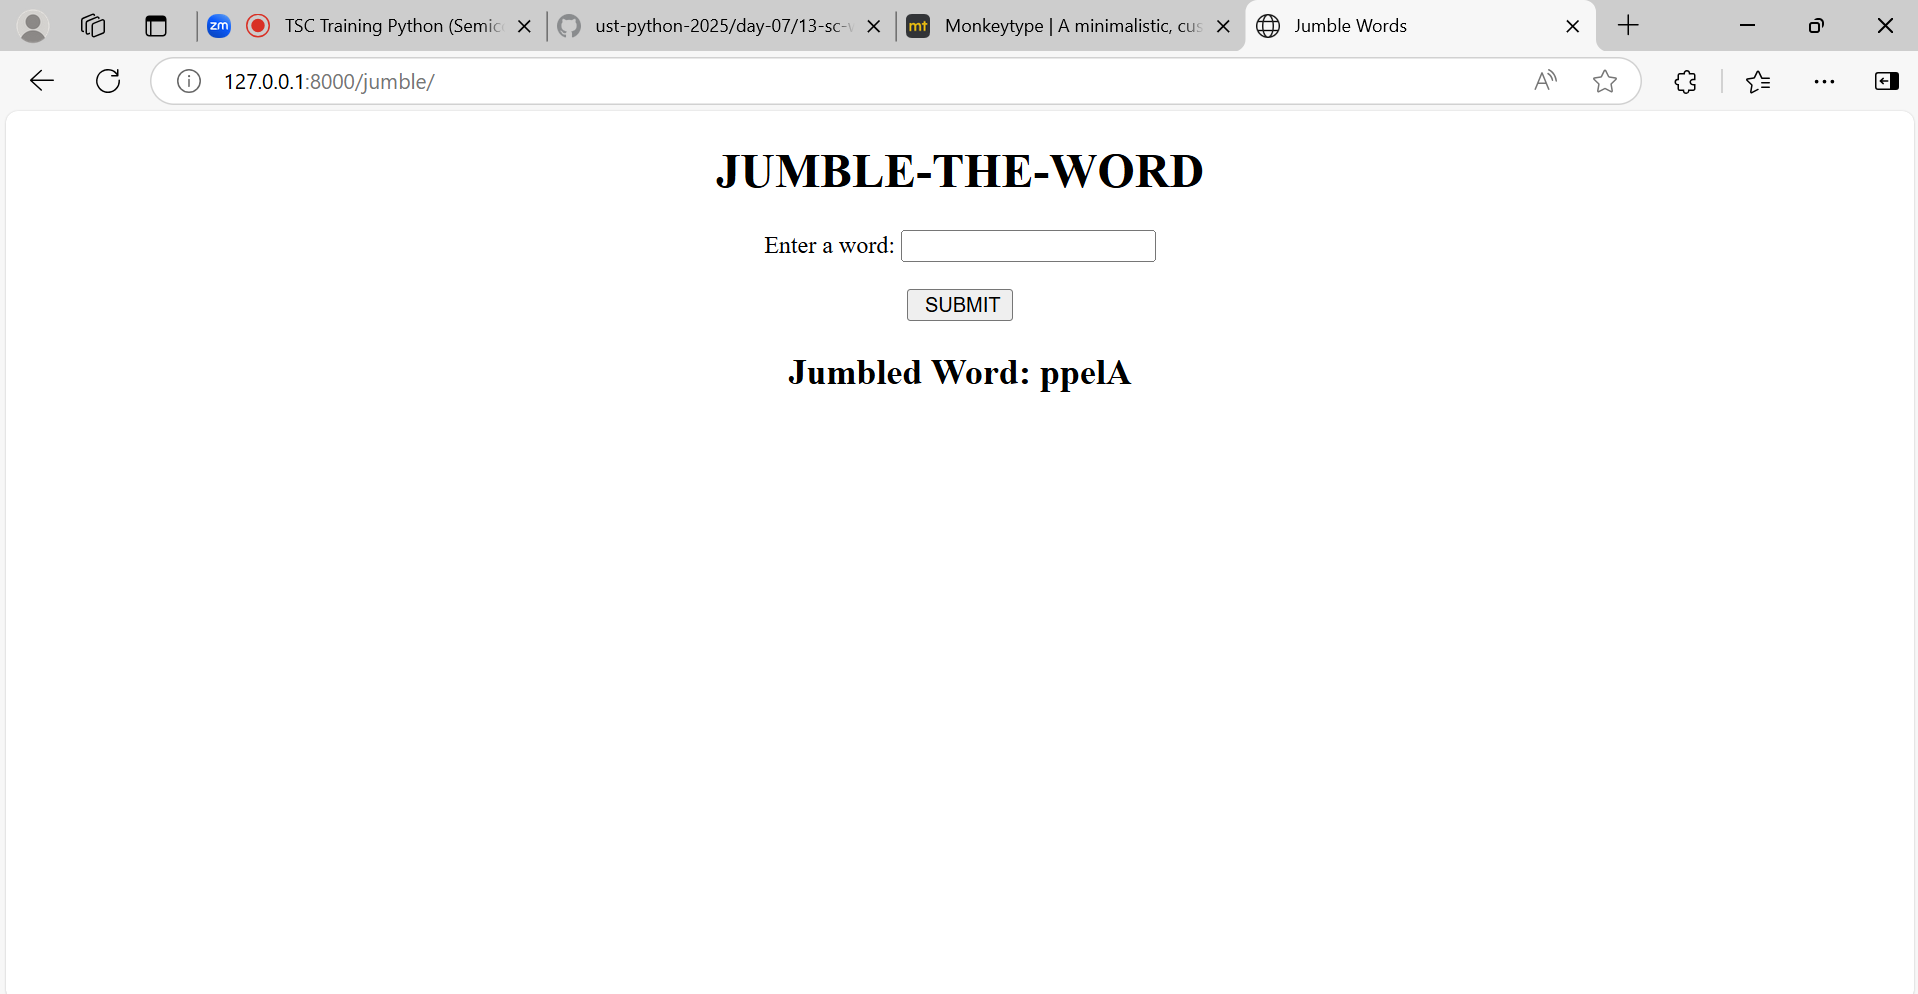 zm TSC Training Python (Semic
ust-python-2025/day-07/13-sc-v
mt Monkeytype | A minimalistic, cus
Jumble Words
127.0.0.1:8000/jumble/
JUMBLE-THE-WORD
Enter a word:
SUBMIT
Jumbled Word: ppelA